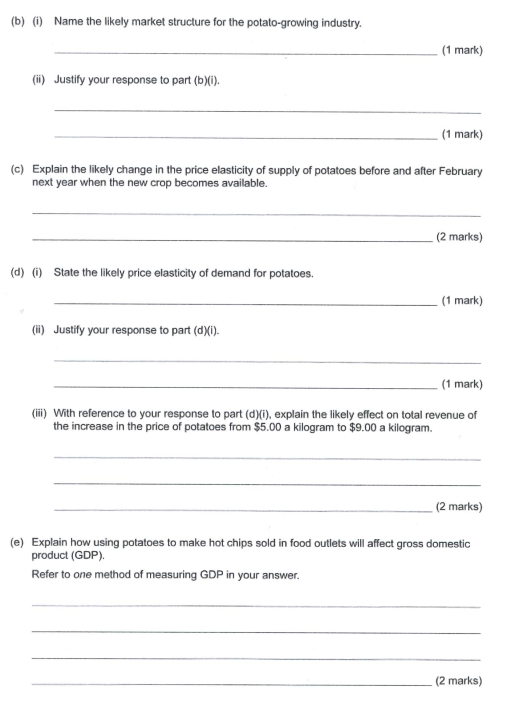 (b) (i) Name the likely market structure for the potato-growing industry.
(1 mark)
(ii) Justify your response to part (b)(i).
(1 mark)
(c) Explain the likely change in the price elasticity of supply of potatoes before and after February
next year when the new crop becomes available.
(2 marks)
(d) (i) State the likely price elasticity of demand for potatoes.
(1 mark)
(ii) Justify your response to part (d)(i).
(1 mark)
(iii) With reference to your response to part (d)(i), explain the likely effect on total revenue of
the increase in the price of potatoes from $5.00 a kilogram to $9.00 a kilogram.
(2 marks)
(e) Explain how using potatoes to make hot chips sold in food outlets will affect gross domestic
product (GDP).
Refer to one method of measuring GDP in your answer.
(2 marks)